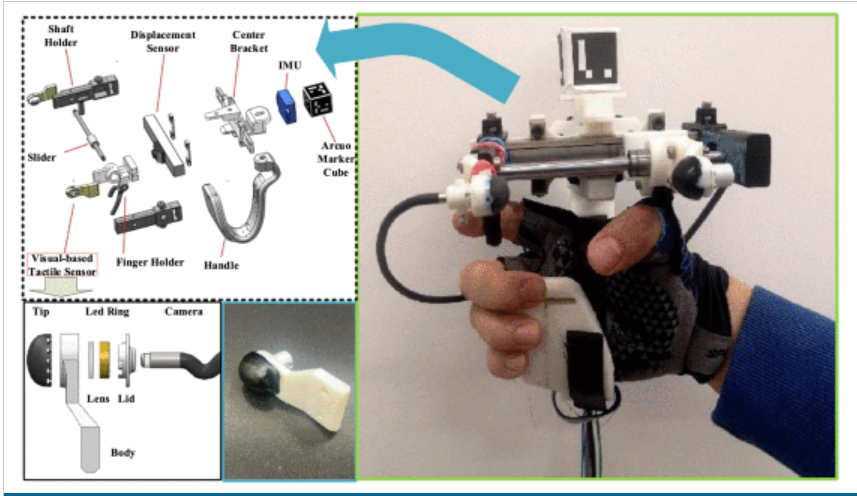 Shaft
Holder
Displacement
Sensor
Center
Bracket
IMU
Slider
Arcuo
Marker
Cube
Visual-based
Tactile Sensor
Finger Holder
Handle
Tip
Led Ring
Camera
Lens
Lid
Body